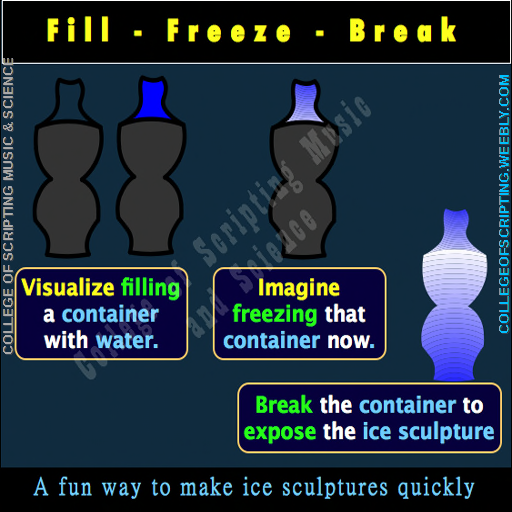 Fill - Freeze - Break
COLLEGE OF SCRIPTING MUSIC & SCIENCE
COLLEGEOFSCRIPTING.WEEBLY.COM
College of Scripting Music
and Science
Visualize filling
a container
with water.
Imagine
freezing that
container now.
Break the container to
expose the ice sculpture
A fun way to make ice sculptures quickly